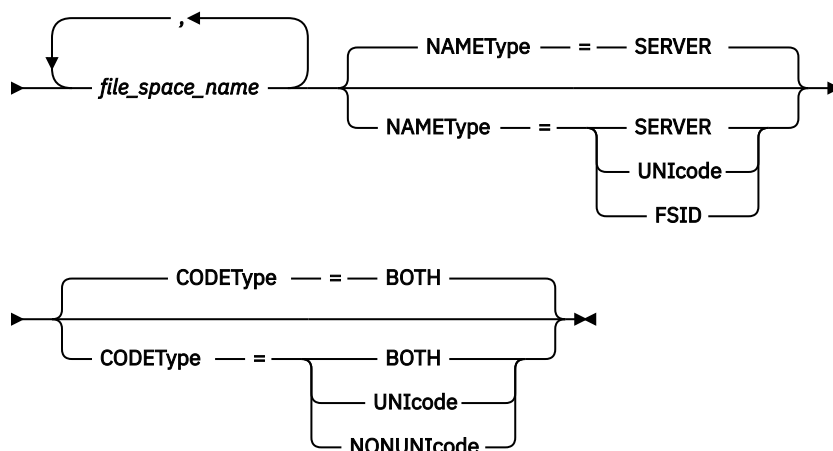 ,
NAMEType = SERVER
file_space_name
NAMEType = SERVER
UNIcode
FSID
CODEType = BOTH
CODEType = BOTH
UNIcode
NONUNIcode